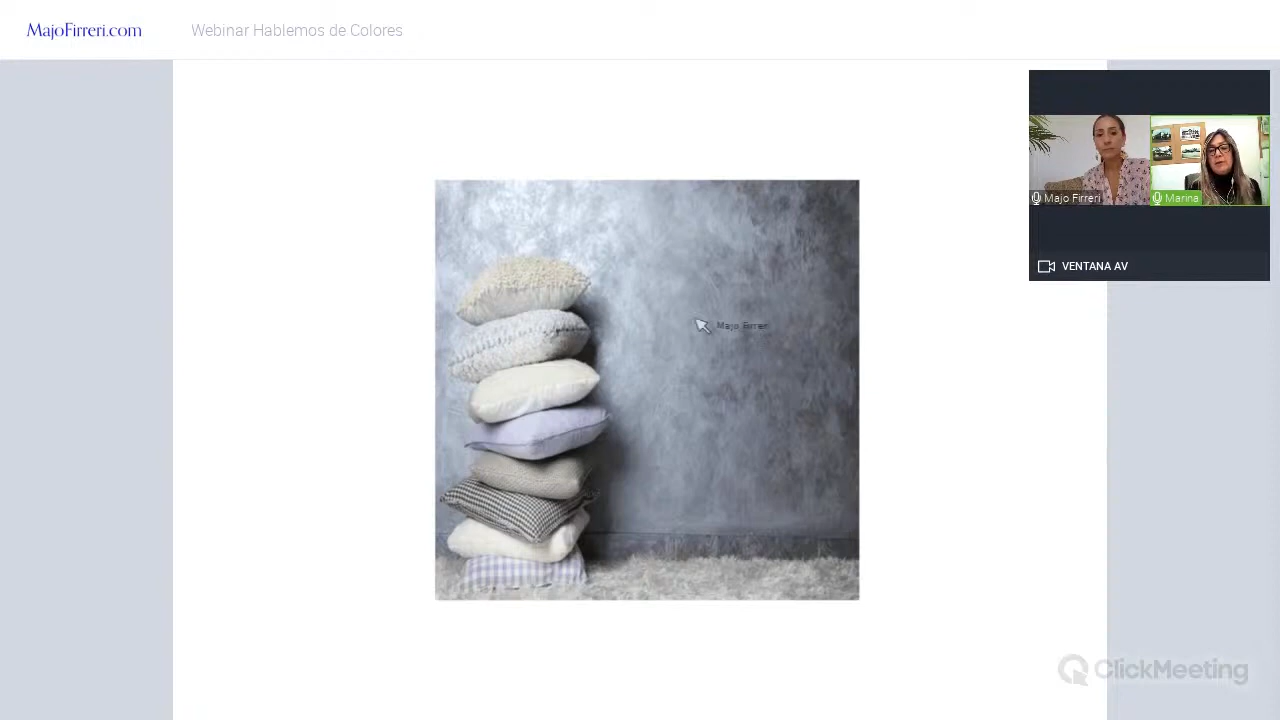 MajoFirreri.com
Webinar Hablemos de Colores
Majo Firreri
Marina
VENTANA AV
Majo Firreri
ClickMeeting